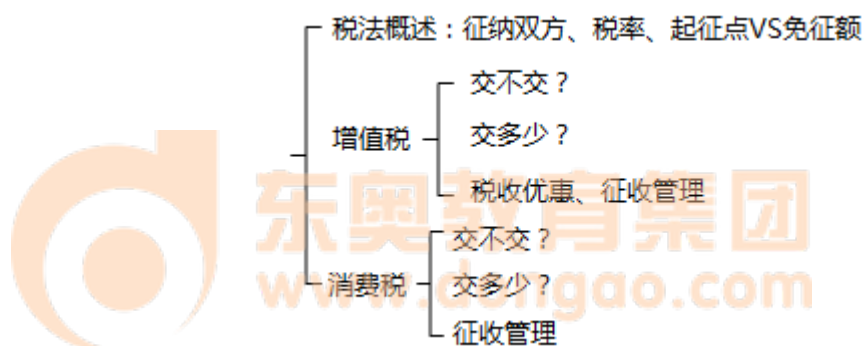 税法概述：征纳双方、税率、起征点VS免征额
增值税
交不交？
交多少？
税收优惠、征收管理
消费税
交不交？
交多少？
征收管理
东奥教育集团
www.dongao.com